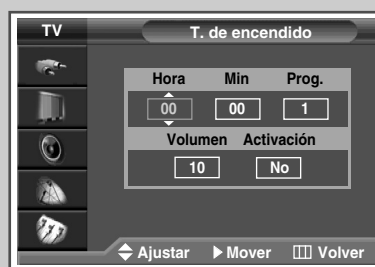 TV
T. de encendido
Hora Min Prog.
00 00 1
Volumen Activación
10 No
Ajustar Mover Volver